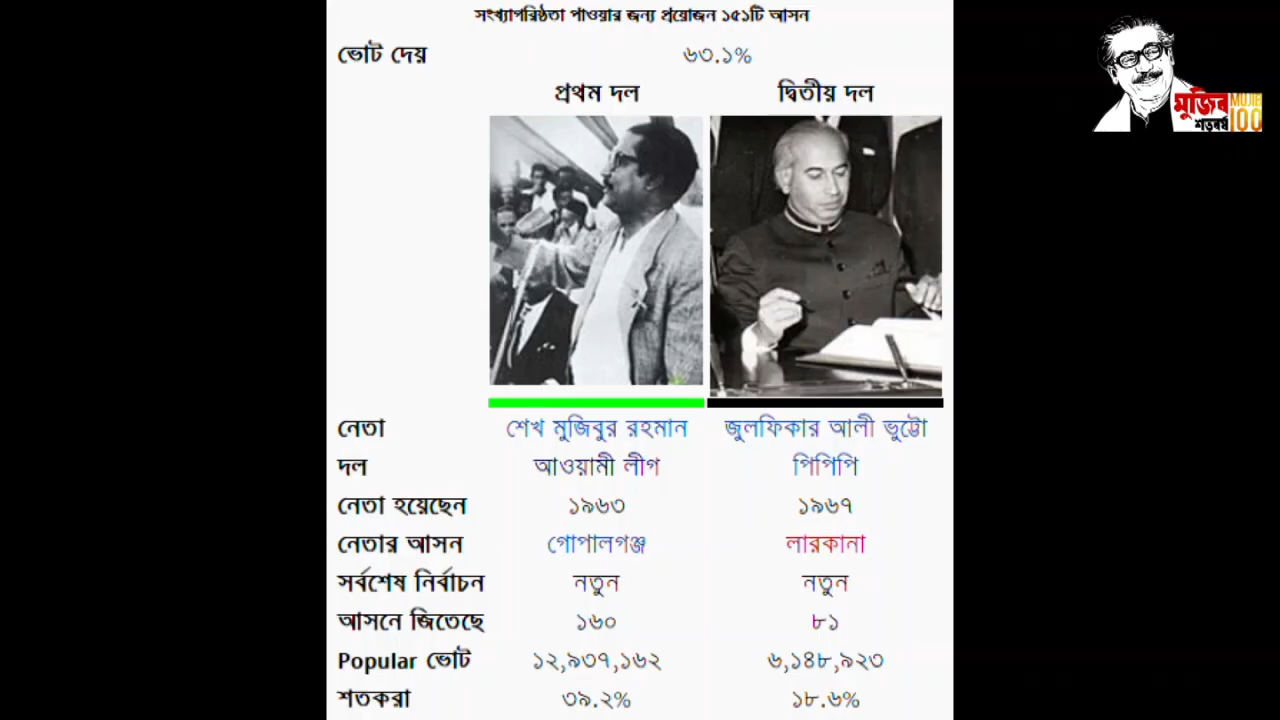 সংখ্যাগরিষ্ঠতা পাওয়ার জন্য প্রয়োজন ১৫১টি আসন
ভোট দেয় ৬৩.১%
প্রথম দল দ্বিতীয় দল
মুজিব MUJIB
শতবর্ষ 100
নেতা শেখ মুজিবুর রহমান জুলফিকার আলী ভুট্টো
দল আওয়ামী লীগ পিপিপি
নেতা হয়েছেন ১৯৬৩ ১৯৬৭
নেতার আসন গোপালগঞ্জ লারকানা
সর্বশেষ নির্বাচন নতুন নতুন
আসনে জিতেছে ১৬০ ৮১
Popular ভোট ১২,৯৩৭,১৬২ ৬,১৪৮,৯২৩
শতকরা ৩৯.২% ১৮.৬%